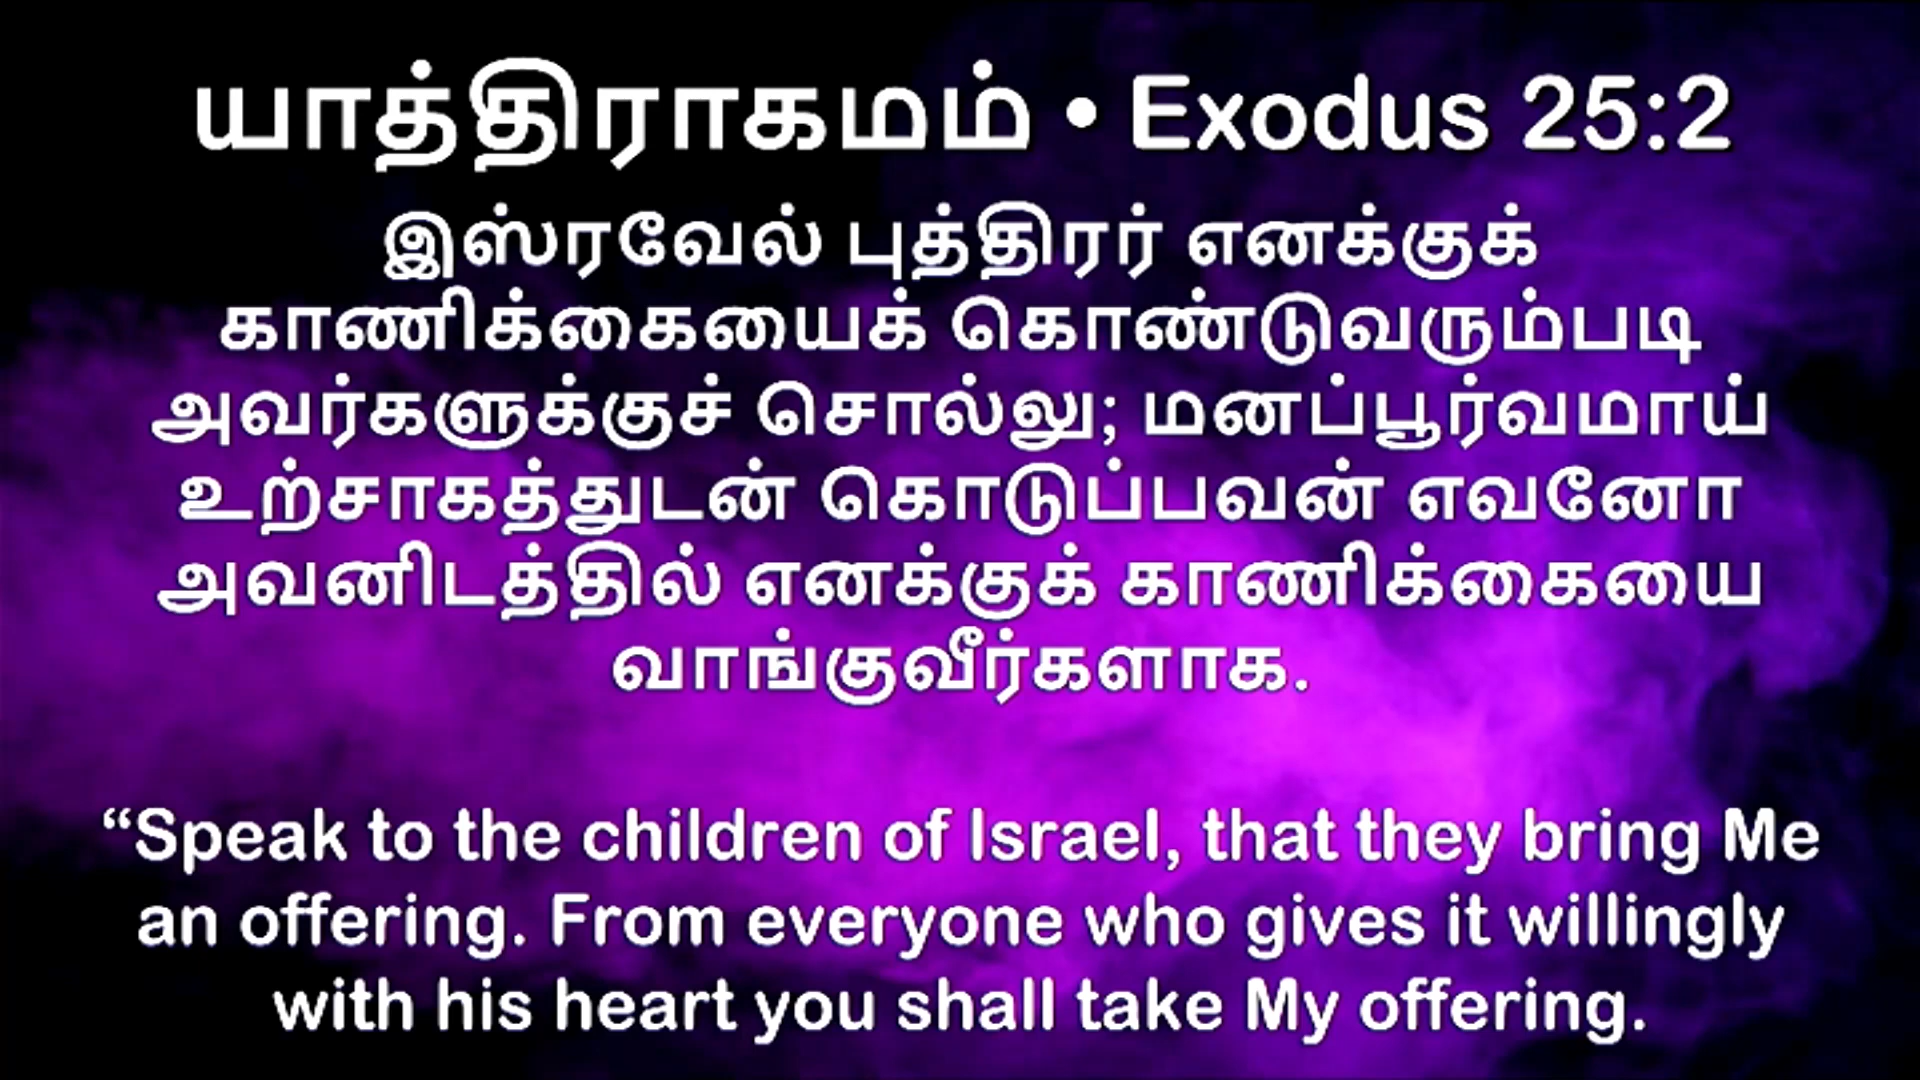 யாத்திராகமம் • Exodus 25:2
இஸ்ரவேல் புத்திரர் எனக்குக்
காணிக்கையைக் கொண்டுவரும்படி
அவர்களுக்குச் சொல்லு; மனப்பூர்வமாய்
உற்சாகத்துடன் கொடுப்பவன் எவனோ
அவனிடத்தில் எனக்குக் காணிக்கையை
வாங்குவீர்களாக.
“Speak to the children of Israel, that they bring Me
an offering. From everyone who gives it willingly
with his heart you shall take My offering.